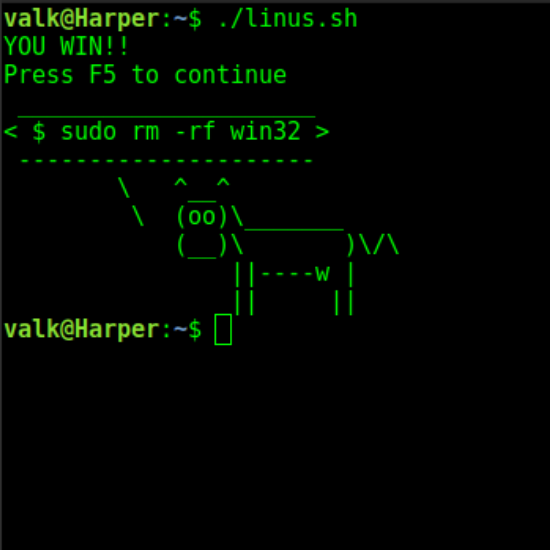 valk@Harper:~$ ./linus.sh
YOU WIN!!
Press F5 to continue
 _____________________
< $ sudo rm -rf win32 >
 ---------------------
        \   ^__^
         \  (oo)\_______
            (__)\       )\/\
                ||----w |
                ||     ||
valk@Harper:~$